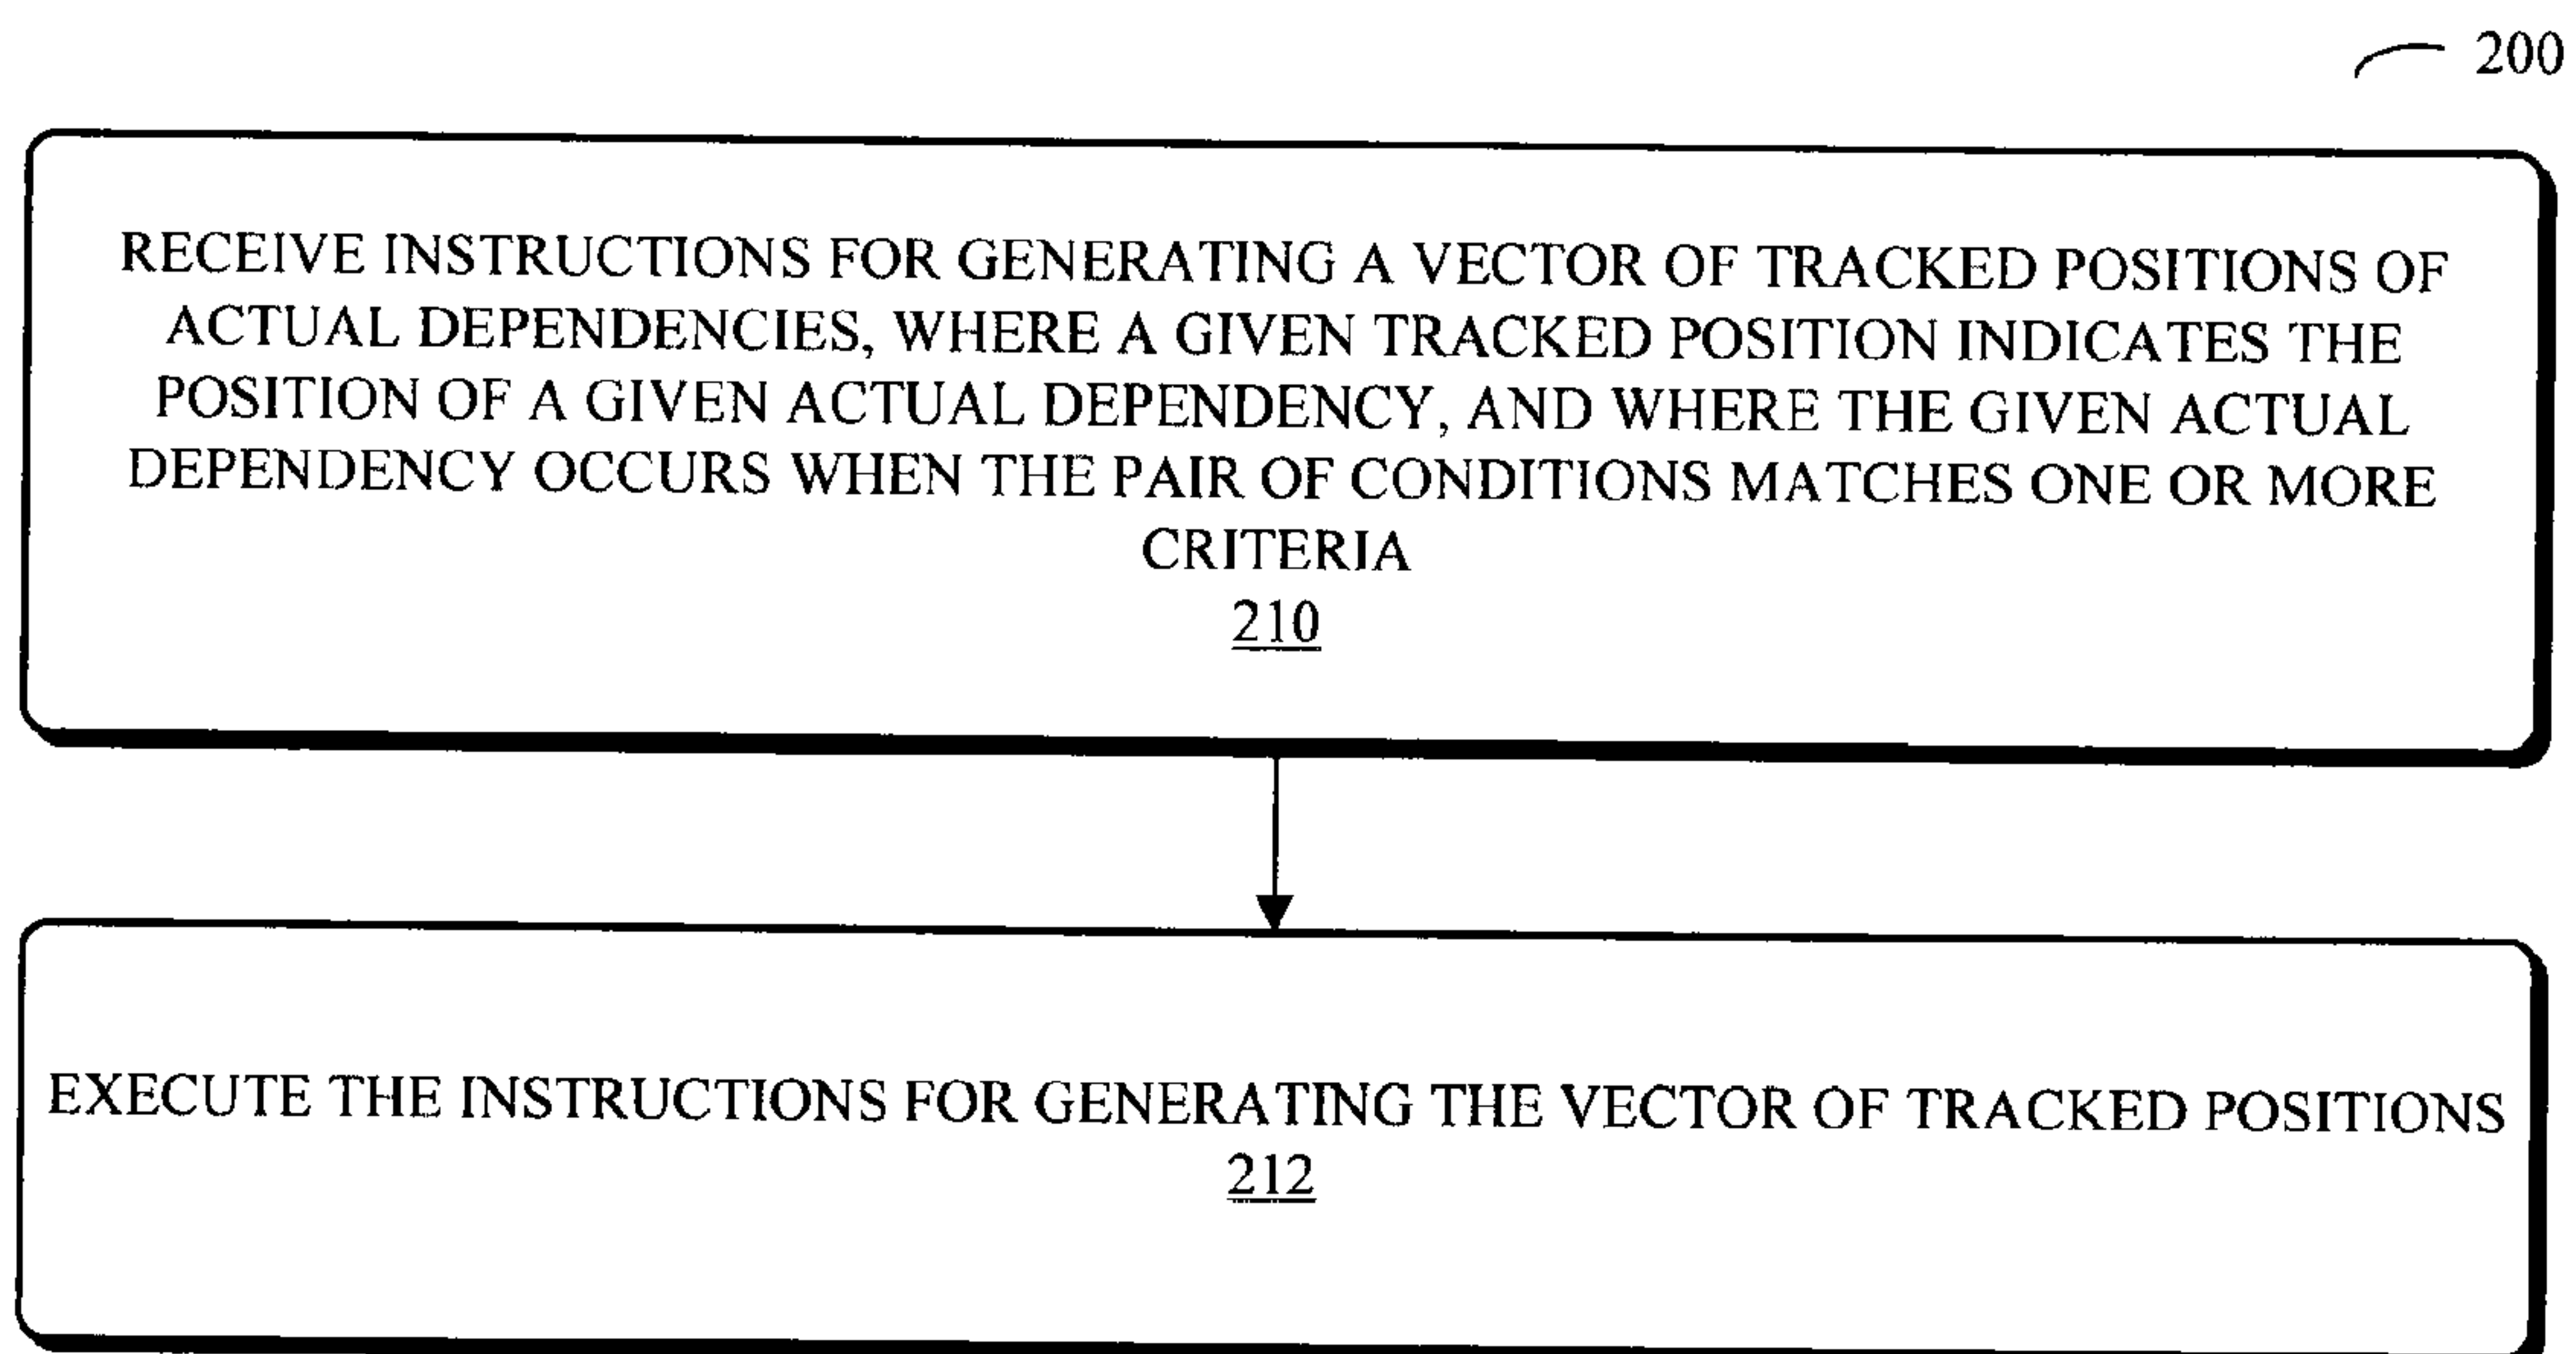 200
RECEIVE INSTRUCTIONS FOR GENERATING A VECTOR OF TRACKED POSITIONS OF
ACTUAL DEPENDENCIES, WHERE A GIVEN TRACKED POSITION INDICATES THE
POSITION OF A GIVEN ACTUAL DEPENDENCY, AND WHERE THE GIVEN ACTUAL
DEPENDENCY OCCURS WHEN THE PAIR OF CONDITIONS MATCHES ONE OR MORE
CRITERIA
210
EXECUTE THE INSTRUCTIONS FOR GENERATING THE VECTOR OF TRACKED POSITIONS
212